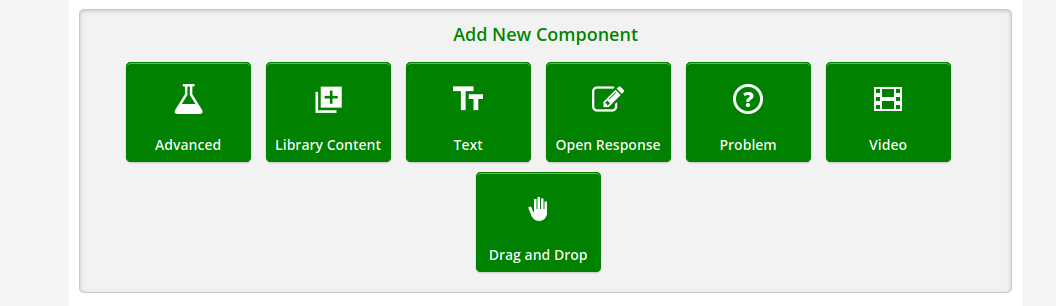 Add New Component
Advanced
Library Content
Text
Open Response
Problem
Video
Drag and Drop